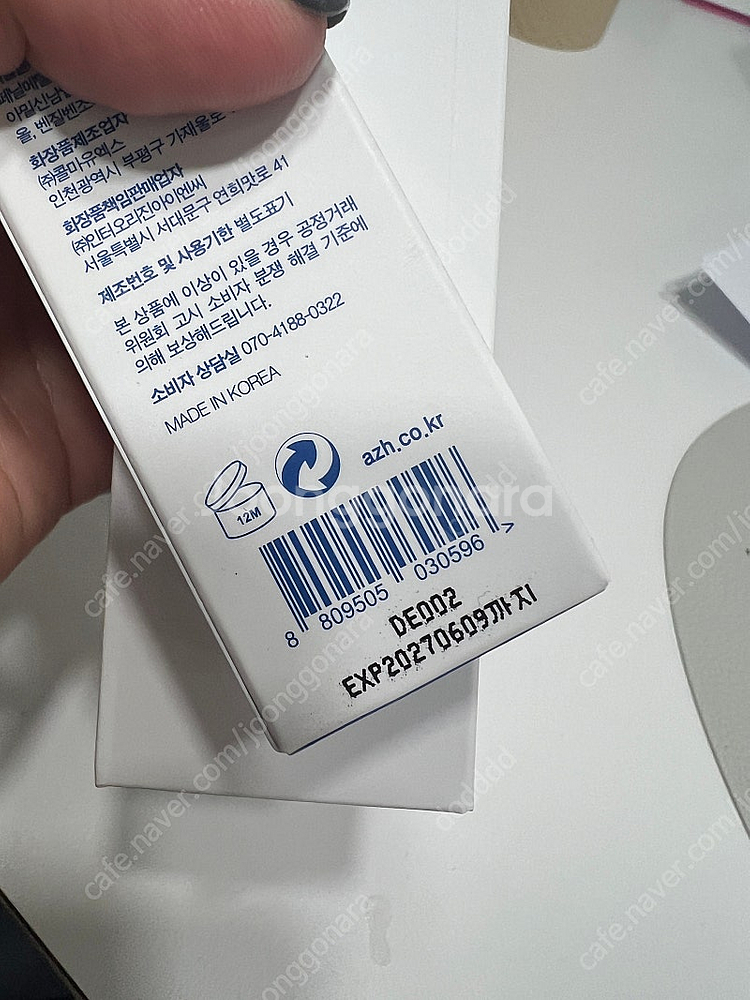 화장품제조업자
㈜콜마유엑스
인천광역시 부평구 가재울로
화장품책임판매업자
㈜인터오리진아이엔씨
서울특별시 서대문구 연희맛로 41
제조번호 및 사용기한 별도표기
본 상품에 이상이 있을 경우 공정거래
위원회 고시 소비자 분쟁 해결 기준에
의해 보상해드립니다.
소비자 상담실 070-4188-0322
MADE IN KOREA
12M
azh.co.kr
8 809505 030596 >
DE002
EXP20270609까지
joonggonara